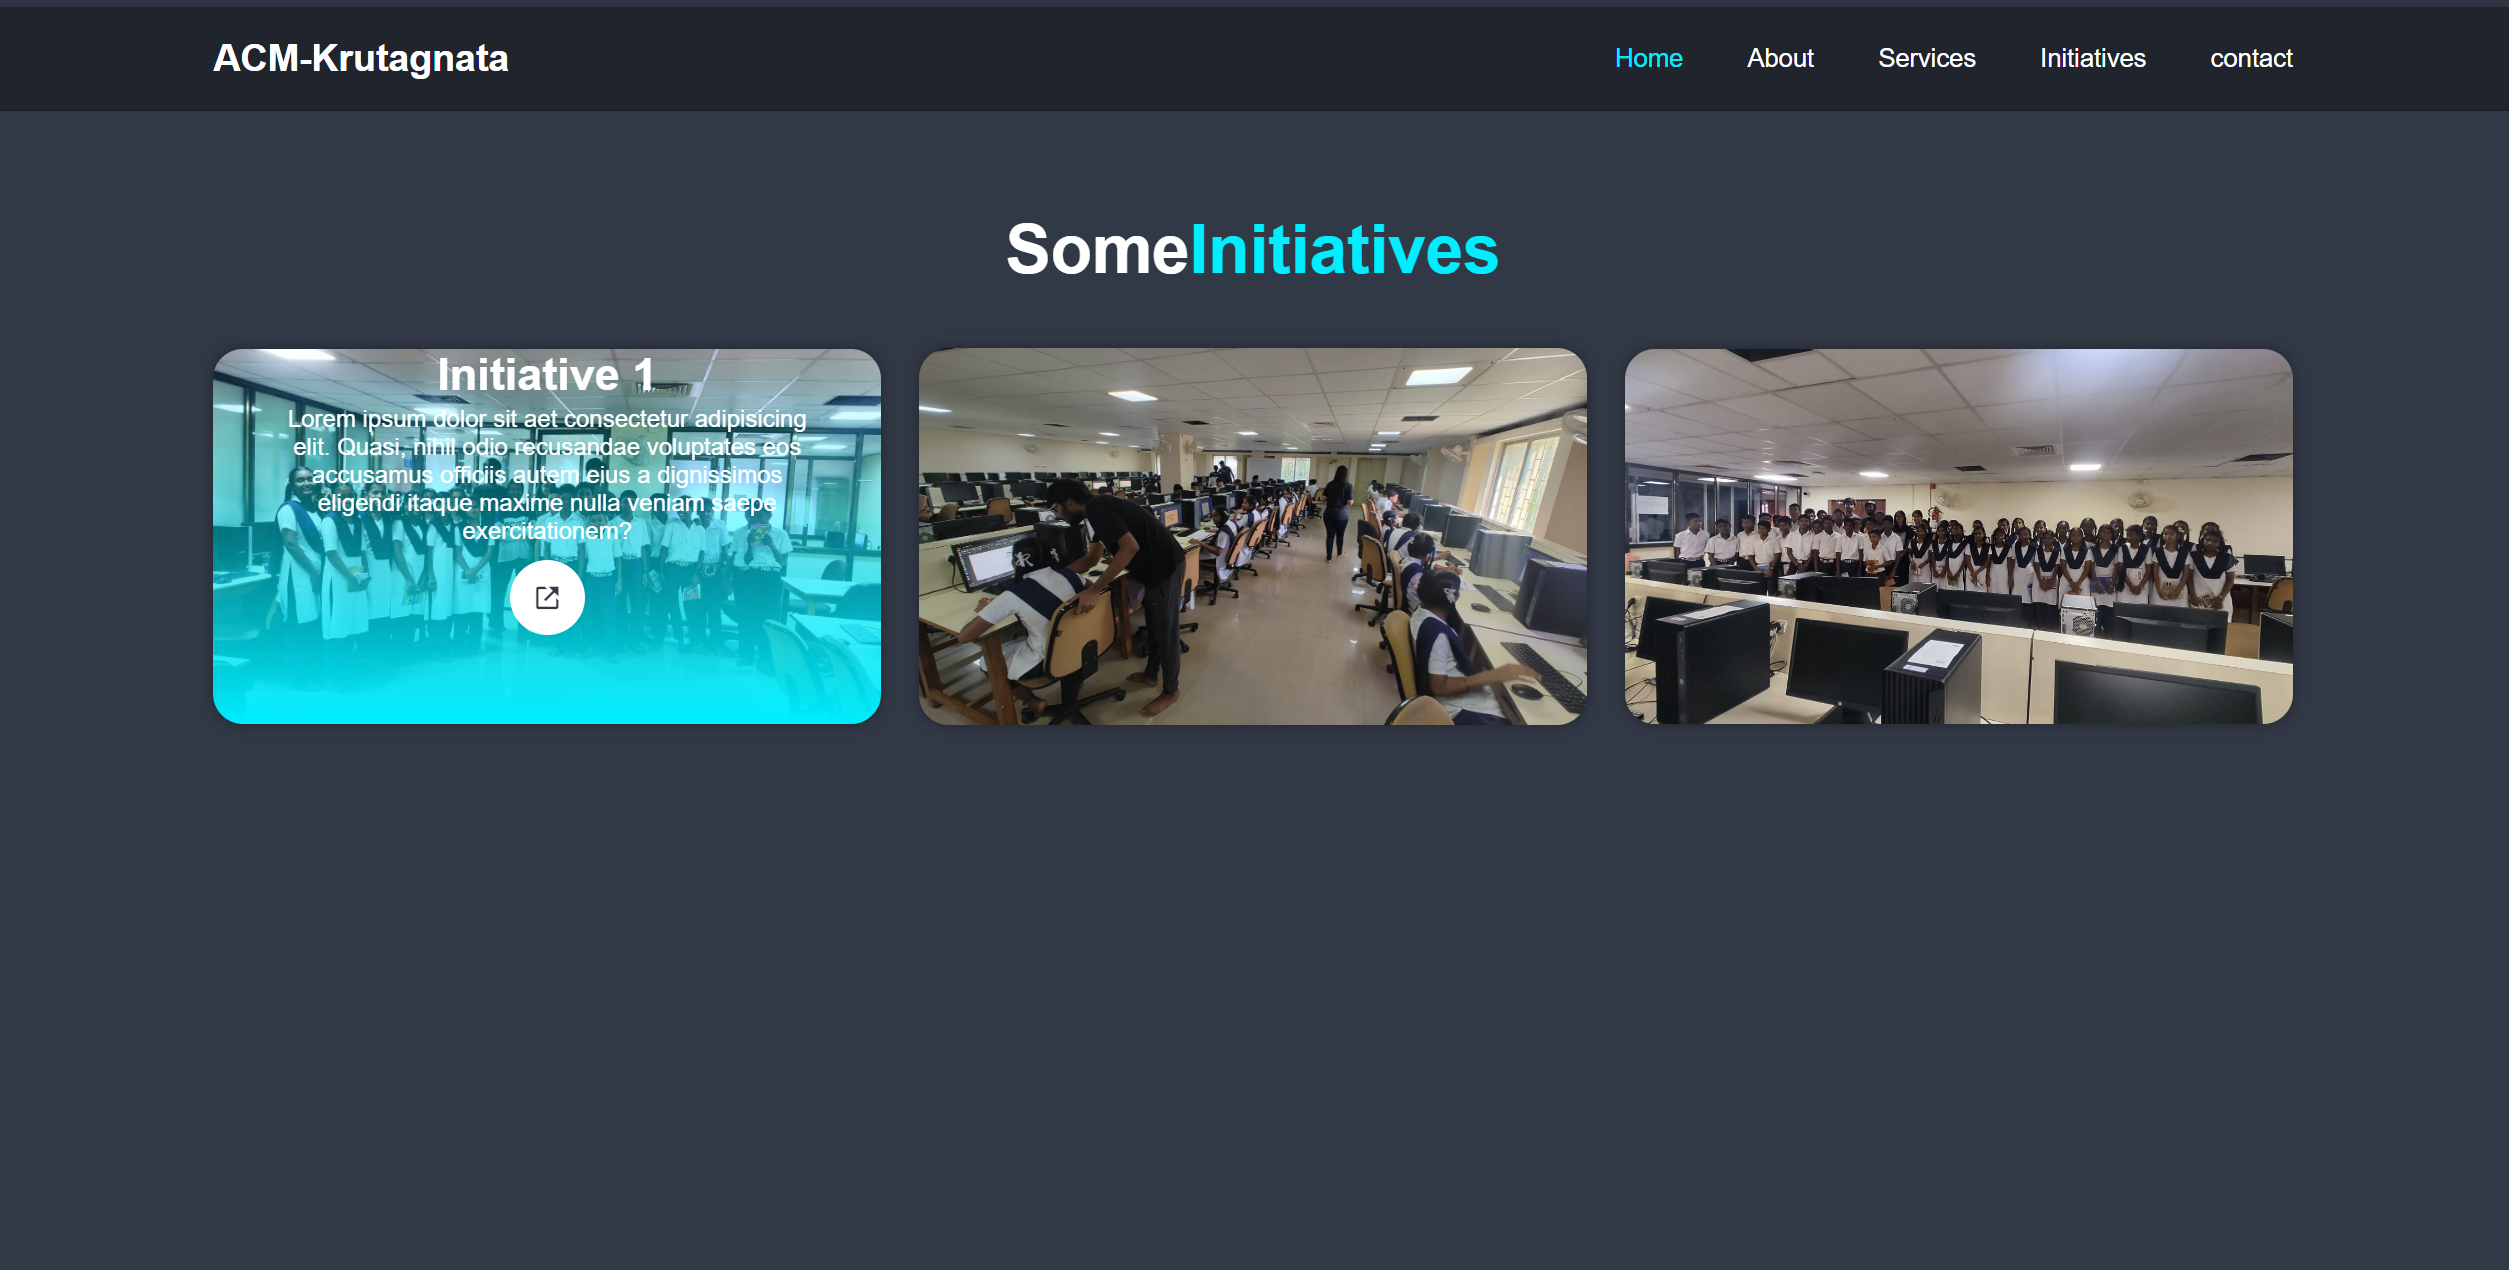 ACM-Krutagnata
Home About Services Initiatives contact
SomeInitiatives
Initiative 1
Lorem ipsum dolor sit aet consectetur adipisicing
elit. Quasi, nihil odio recusandae voluptates eos
accusamus officiis autem eius a dignissimos
eligendi itaque maxime nulla veniam saepe
exercitationem?